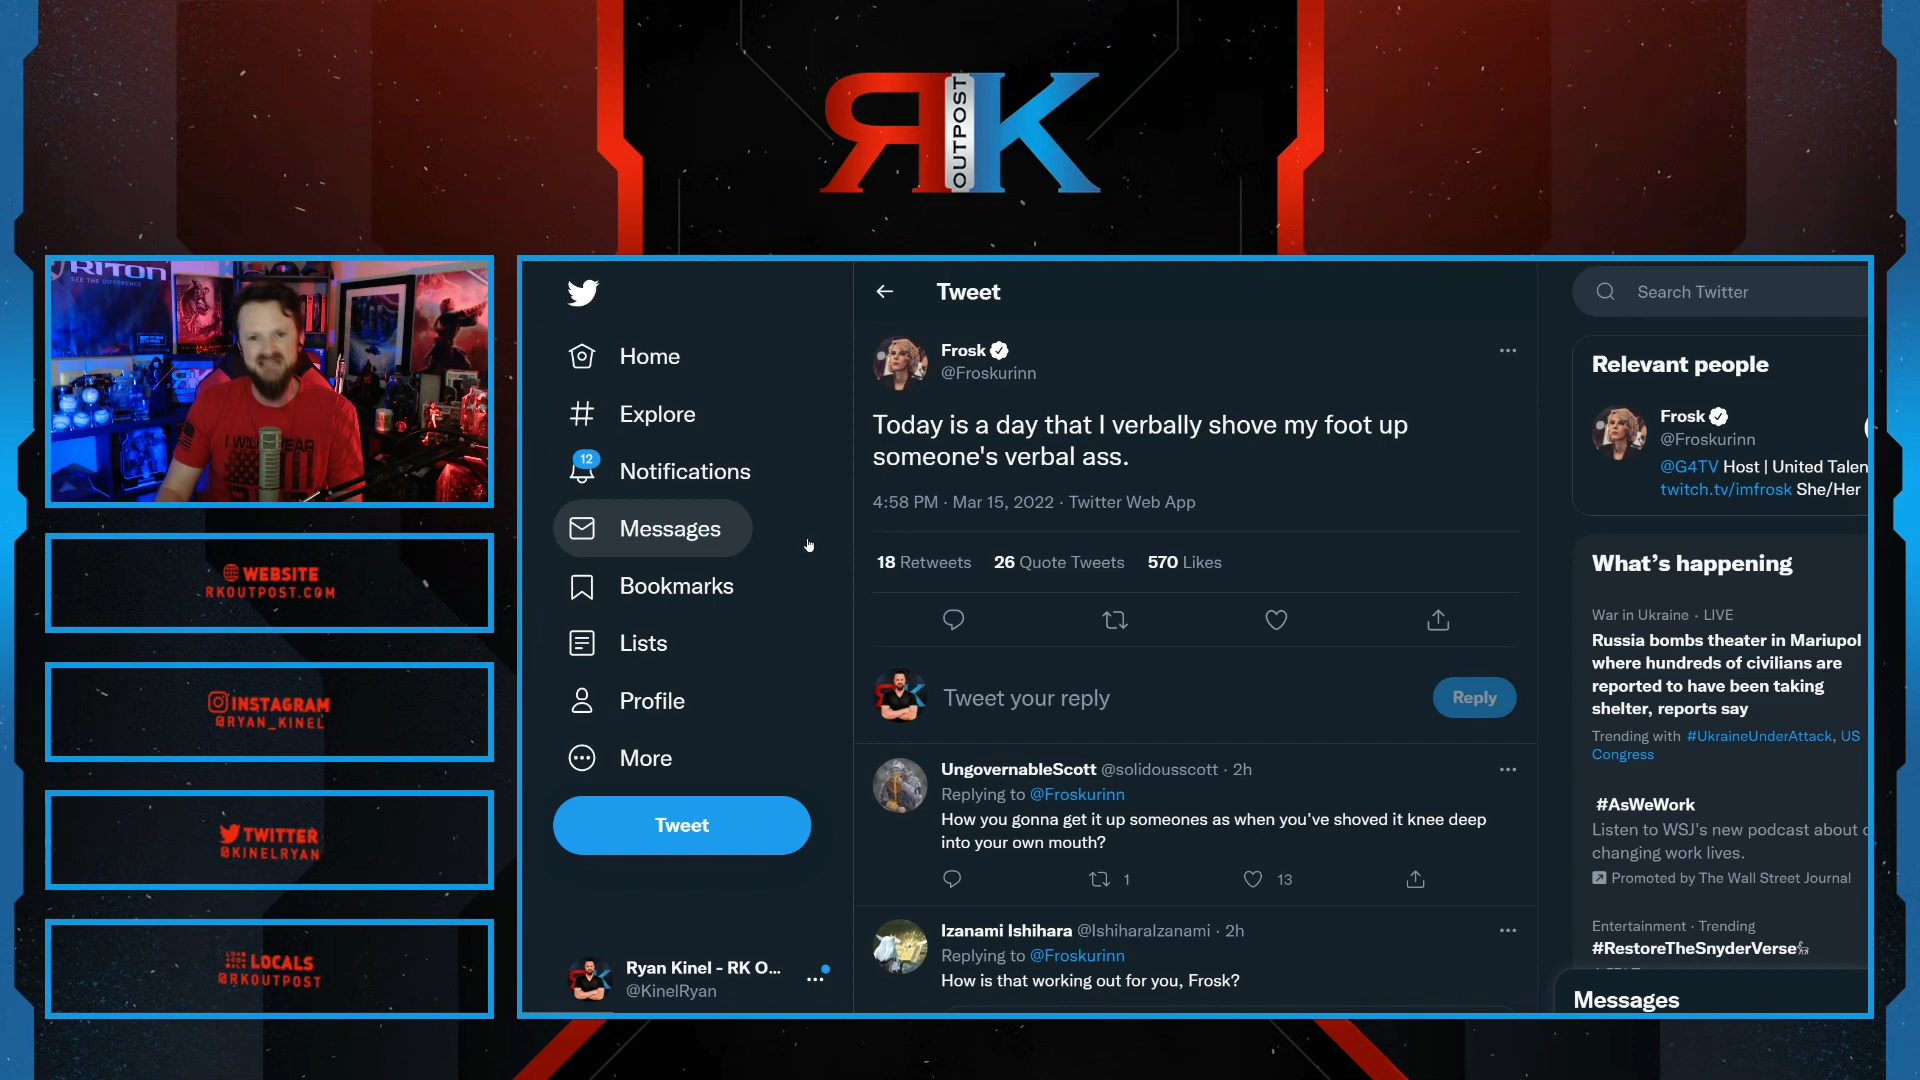 RK
OUTPOST
RITON
SEE THE DIFFERENCE
WEBSITE
RKOUTPOST.COM
INSTAGRAM
@RYAN_KINEL
TWITTER
@KINELRYAN
LOCALS
@RKOUTPOST
Home
Explore
12
Notifications
Messages
Bookmarks
Lists
Profile
More
Tweet
Ryan Kinel - RK O...
@KinelRyan
Tweet
Frosk
@Froskurinn
Today is a day that I verbally shove my foot up
someone's verbal ass.
4:58 PM · Mar 15, 2022 · Twitter Web App
18 Retweets 26 Quote Tweets 570 Likes
Tweet your reply
Reply
UngovernableScott @solidousscott · 2h
Replying to @Froskurinn
How you gonna get it up someones as when you've shoved it knee deep
into your own mouth?
1 13
Izanami Ishihara @IshiharaIzanami · 2h
Replying to @Froskurinn
How is that working out for you, Frosk?
Search Twitter
Relevant people
Frosk
@Froskurinn
@G4TV Host | United Talen
twitch.tv/imfrosk She/Her
What's happening
War in Ukraine · LIVE
Russia bombs theater in Mariupol
where hundreds of civilians are
reported to have been taking
shelter, reports say
Trending with #UkraineUnderAttack, US
Congress
#AsWeWork
Listen to WSJ's new podcast about
changing work lives.
Promoted by The Wall Street Journal
Entertainment · Trending
#RestoreTheSnyderVerse
Messages